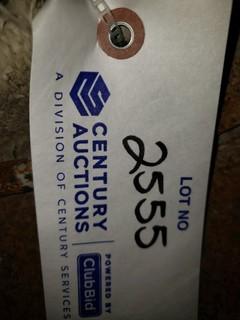 CENTURY
AUCTIONS
A DIVISION OF CENTURY SERVICES
POWERED BY
ClubBid
LOT NO
2555